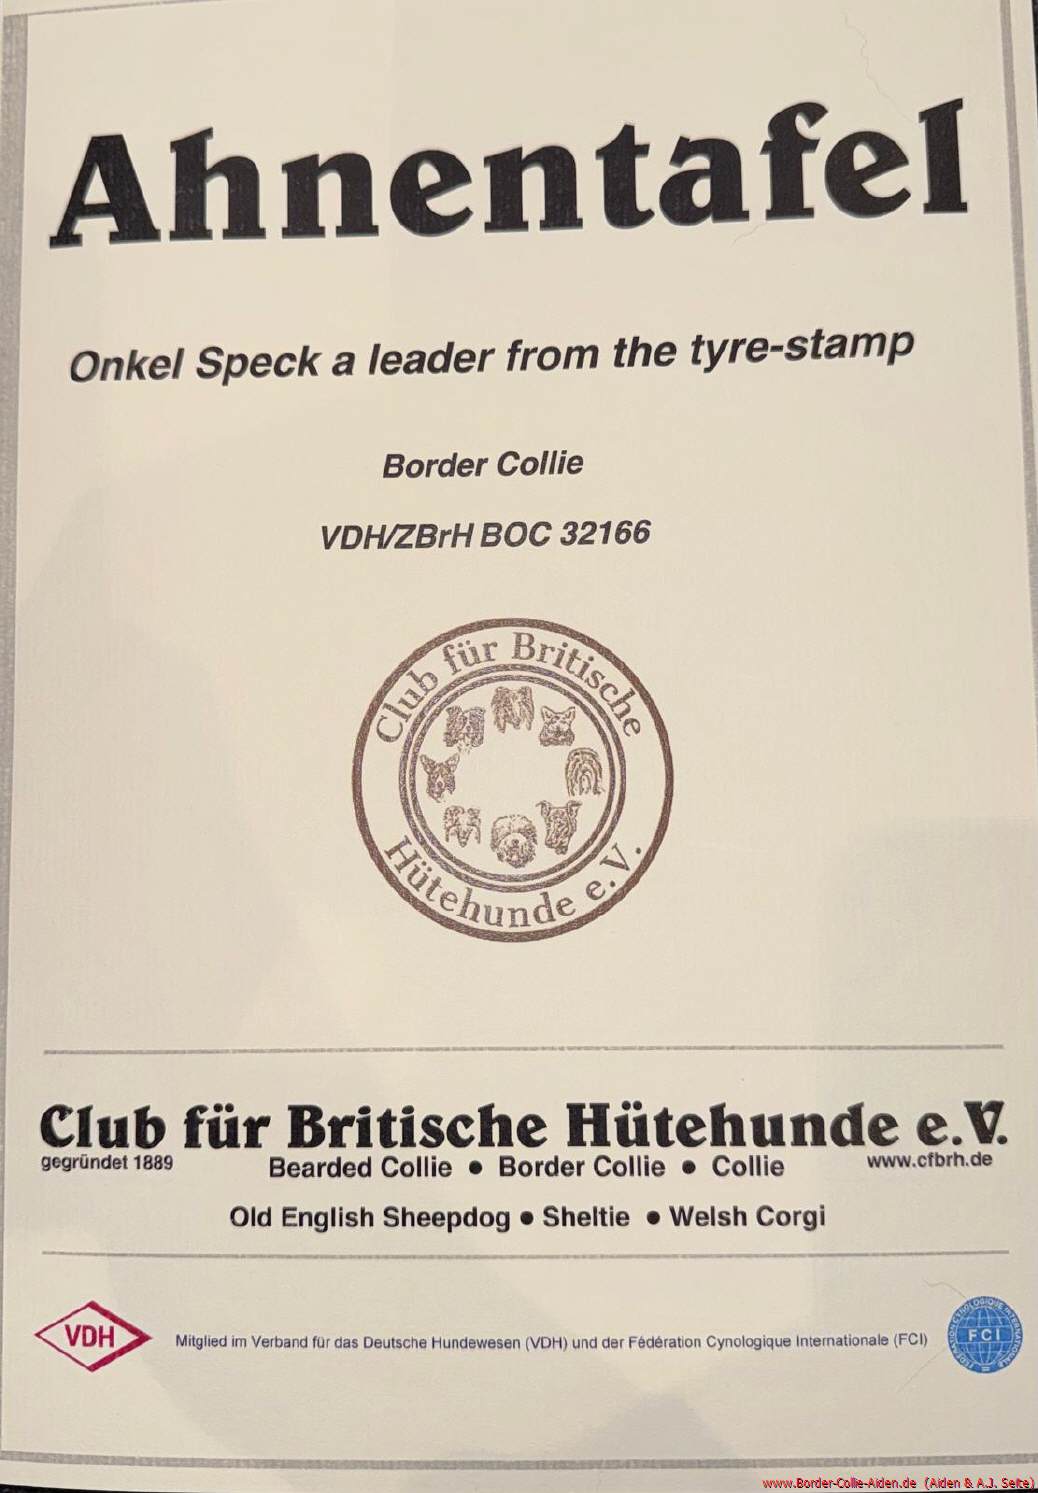 Ahnentafel
Onkel Speck a leader from the tyre-stamp
Border Collie
VDH/ZBrH BOC 32166
Club für Britische
Hütehunde e.V.
Club für Britische Hütehunde e.V.
gegründet 1889
Bearded Collie ● Border Collie ● Collie
www.cfbrh.de
Old English Sheepdog ● Sheltie ● Welsh Corgi
VDH
Mitglied im Verband für das Deutsche Hundewesen (VDH) und der Fédération Cynologique Internationale (FCI)
FEDERATION CYNOLOGIQUE INTERNATIONALE
FCI
www.Border-Collie-Aiden.de (Aiden & A.J. Seite)